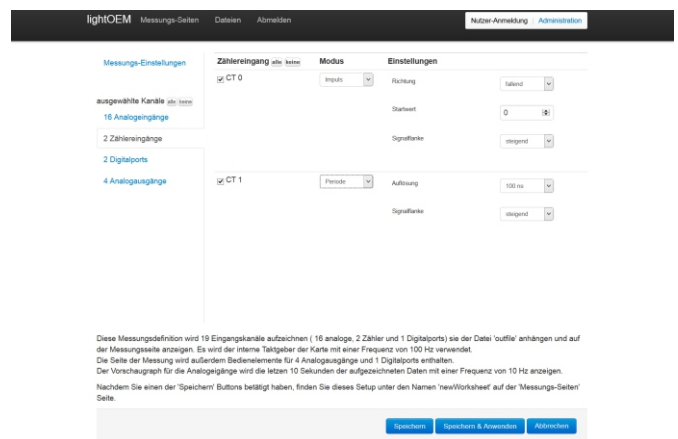 lightOEM Messungs-Seiten Dateien Abmelden Nutzer-Anmeldung | Administration
Messungs-Einstellungen
ausgewählte Kanäle alle keine
16 Analogeingänge
2 Zählereingänge
2 Digitalports
4 Analogausgänge
Zählereingang alle keine Modus Einstellungen
CT 0 Impuls Richtung fallend
Startwert 0
Signalflanke steigend
CT 1 Periode Auflösung 100 ns
Signalflanke steigend
Diese Messungsdefinition wird 19 Eingangskanäle aufzeichnen ( 16 analoge, 2 Zähler und 1 Digitalports) sie der Datei 'outfile' anhängen und auf
der Messungsseite anzeigen. Es wird der interne Taktgeber der Karte mit einer Frequenz von 100 Hz verwendet.
Die Seite der Messung wird außerdem Bedienelemente für 4 Analogausgänge und 1 Digitalports enthalten.
Der Vorschaugraph für die Analogeigänge wird die letzen 10 Sekunden der aufgezeichneten Daten mit einer Frequenz von 10 Hz anzeigen.
Nachdem Sie einen der 'Speichern' Buttons betätigt haben, finden Sie dieses Setup unter den Namen 'newWorksheet' auf der 'Messungs-Seiten'
Seite.
Speichern Speichern & Anwenden Abbrechen